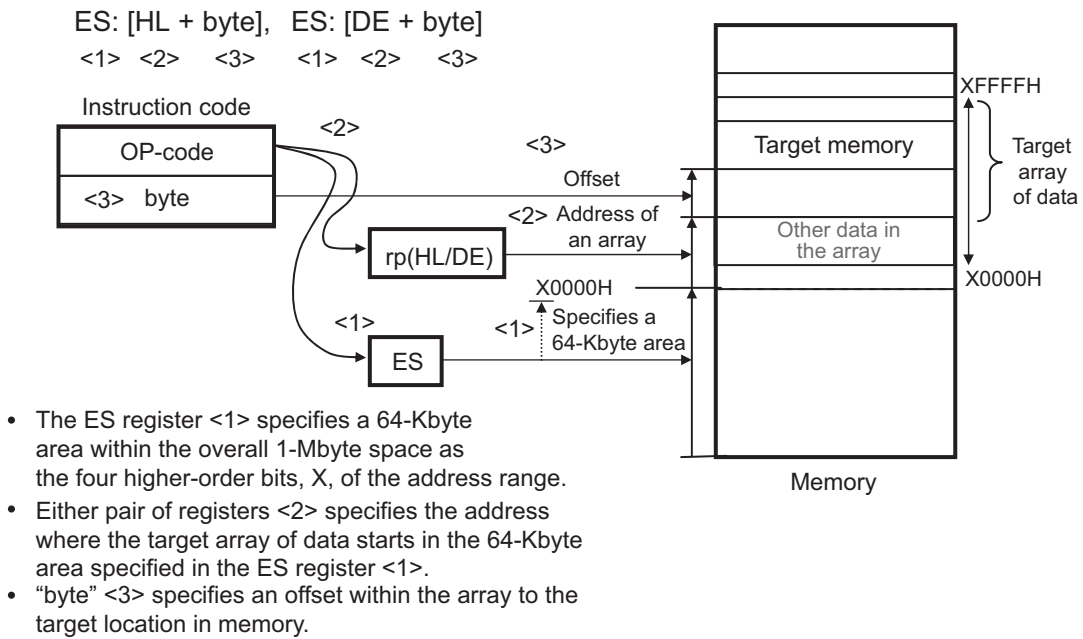 ES: [HL + byte], ES: [DE + byte]
<1> <2> <3> <1> <2> <3>
Instruction code
OP-code
<3> byte
<2>
<3>
Offset
<2> Address of
an array
rp(HL/DE)
X0000H
<1>
<1>
Specifies a
64-Kbyte area
ES
XFFFFH
Target memory
Target
array
of data
Other data in
the array
X0000H
Memory
• The ES register <1> specifies a 64-Kbyte
area within the overall 1-Mbyte space as
the four higher-order bits, X, of the address range.
• Either pair of registers <2> specifies the address
where the target array of data starts in the 64-Kbyte
area specified in the ES register <1>.
• “byte” <3> specifies an offset within the array to the
target location in memory.